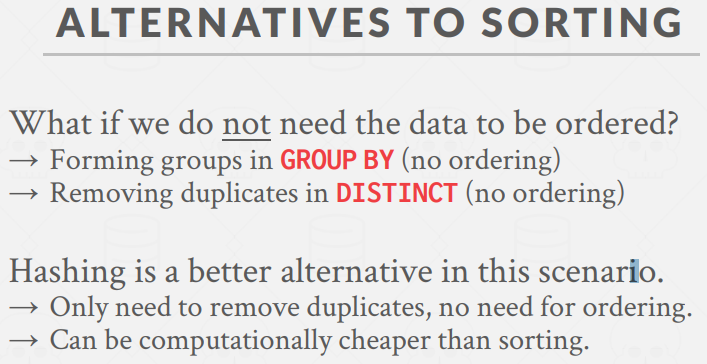 ALTERNATIVES TO SORTING
What if we do not need the data to be ordered?
→ Forming groups in GROUP BY (no ordering)
→ Removing duplicates in DISTINCT (no ordering)
Hashing is a better alternative in this scenario.
→ Only need to remove duplicates, no need for ordering.
→ Can be computationally cheaper than sorting.